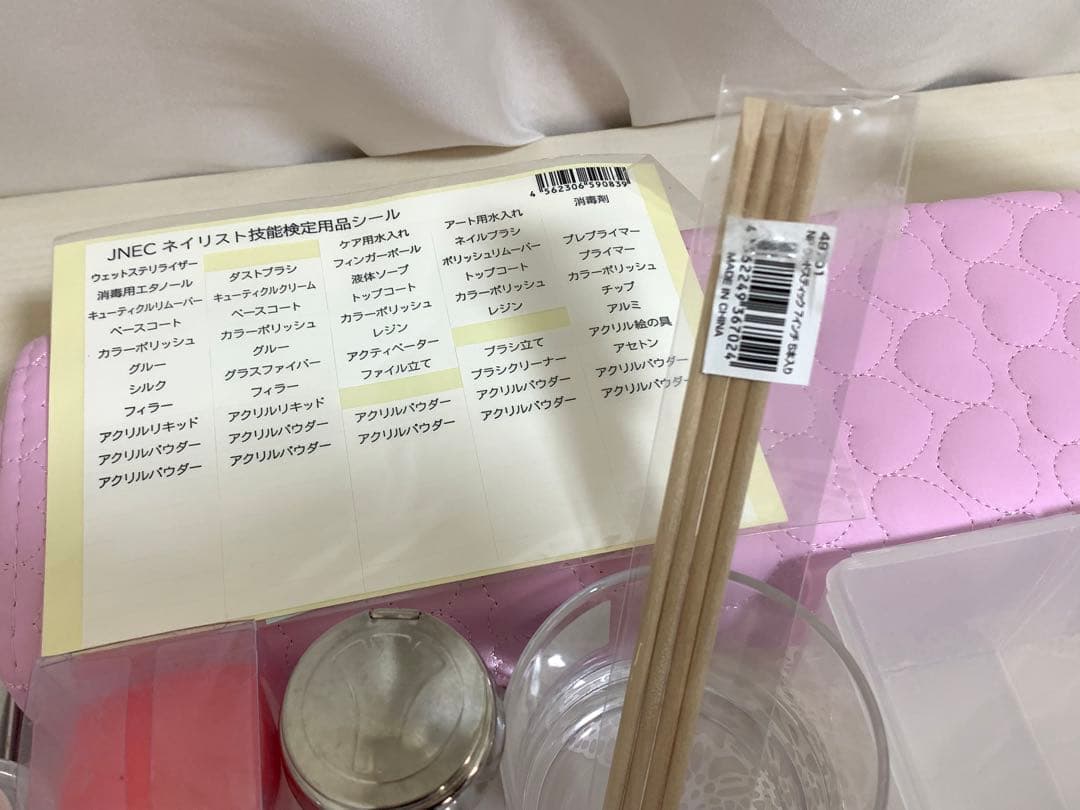 JNEC ネイリスト技能検定用品シール
4 562306 590839
ウェットステリライザー
消毒用エタノール
キューティクルリムーバー
ベースコート
カラーポリッシュ
グルー
シルク
フィラー
アクリルリキッド
アクリルパウダー
アクリルパウダー
ダストブラシ
キューティクルクリーム
ベースコート
カラーポリッシュ
グルー
グラスファイバー
フィラー
アクリルリキッド
アクリルパウダー
アクリルパウダー
ケア用水入れ
フィンガーボール
液体ソープ
トップコート
カラーポリッシュ
レジン
アクティベーター
ファイル立て
アクリルパウダー
アクリルパウダー
アート用水入れ
ネイルブラシ
ポリッシュリムーバー
トップコート
カラーポリッシュ
レジン
ブラシ立て
ブラシクリーナー
アクリルパウダー
アクリルパウダー
消毒剤
プレプライマー
プライマー
カラーポリッシュ
チップ
アルミ
アクリル絵の具
アセトン
アクリルパウダー
アクリルパウダー
MADE IN CHINA